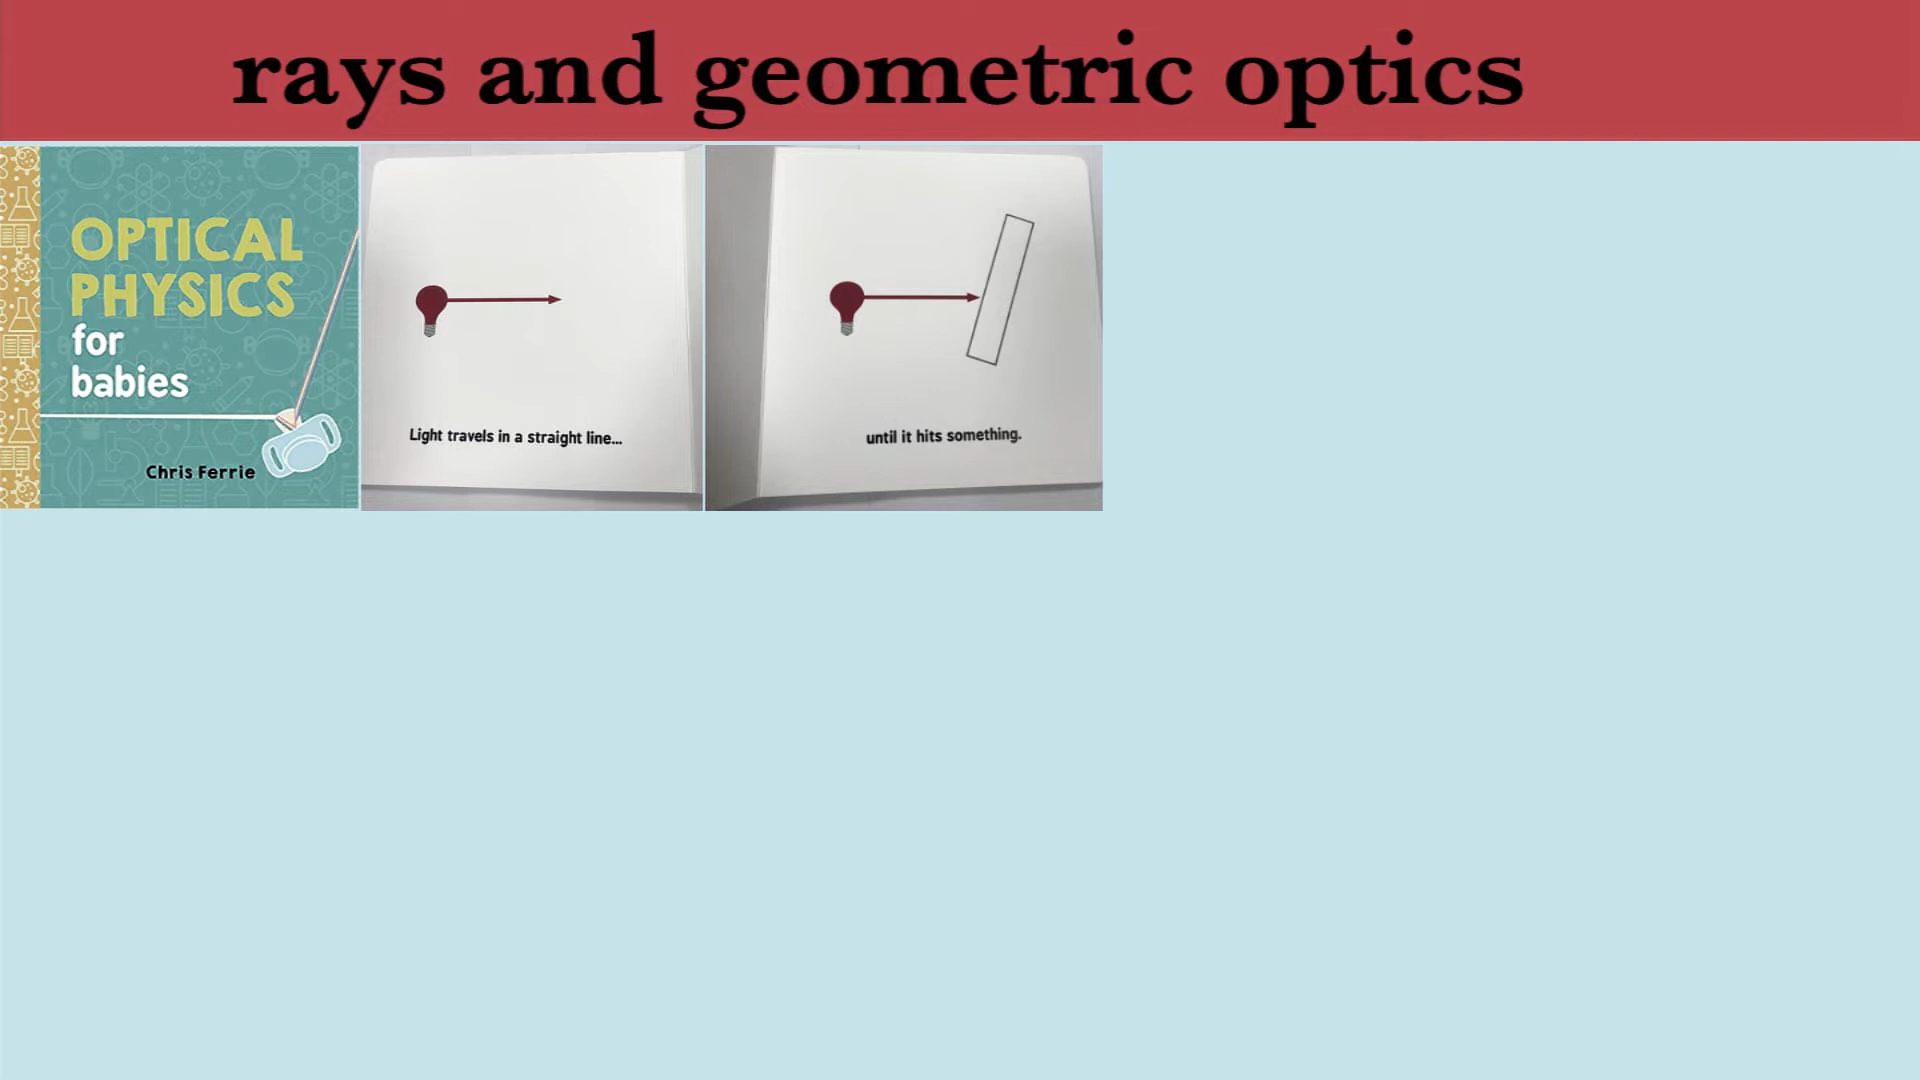 rays and geometric optics
OPTICAL
PHYSICS
for
babies
Chris Ferrie
Light travels in a straight line...
until it hits something.